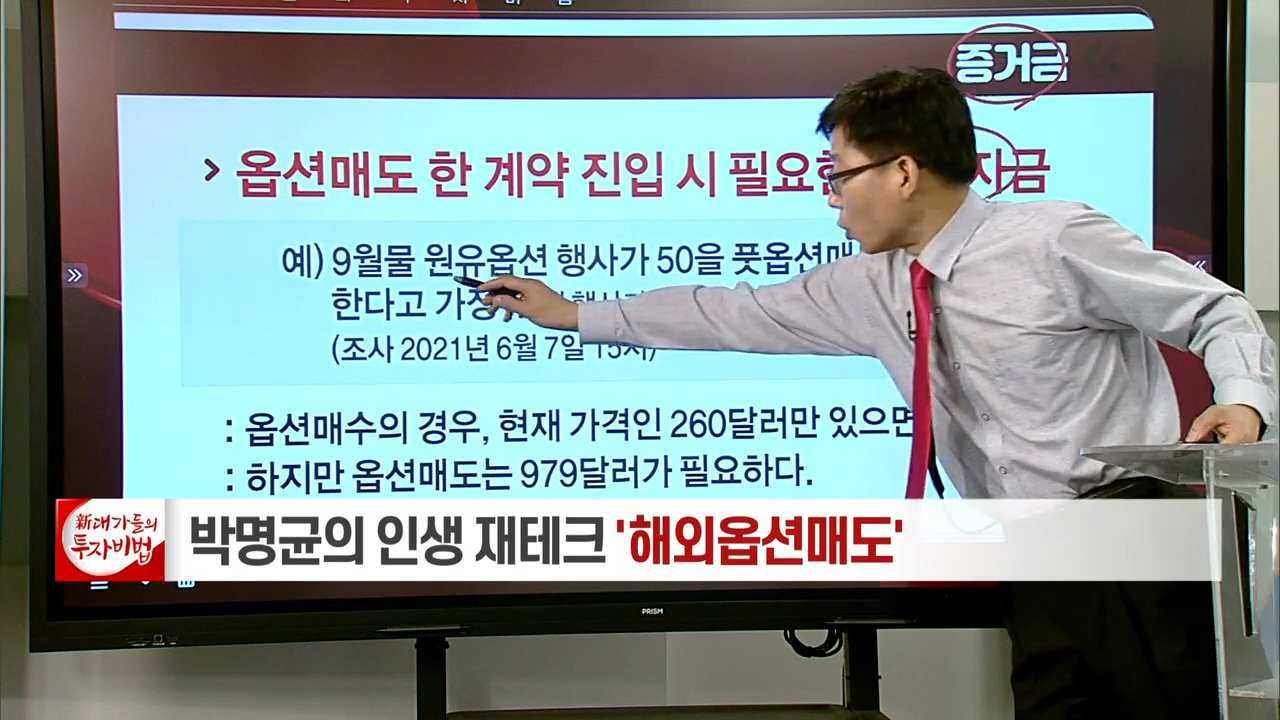 증거금
> 옵션매도 한 계약 진입 시 필요한 자금
예) 9월물 원유옵션 행사가 50을 풋옵션매
한다고
(조사 2021년 6월 7일 15시)
: 옵션매수의 경우, 현재 가격인 260달러만 있으면
: 하지만 옵션매도는 979달러가 필요하다.
新대가들의
투자비법
박명균의 인생 재테크 '해외옵션매도'
PRISM